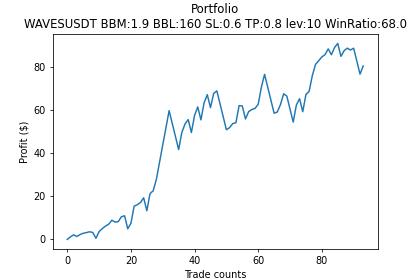 Portfolio
WAVESUSDT BBM:1.9 BBL:160 SL:0.6 TP:0.8 lev:10 WinRatio:68.0
80
60
40
20
0
Profit ($)
0 20 40 60 80
Trade counts